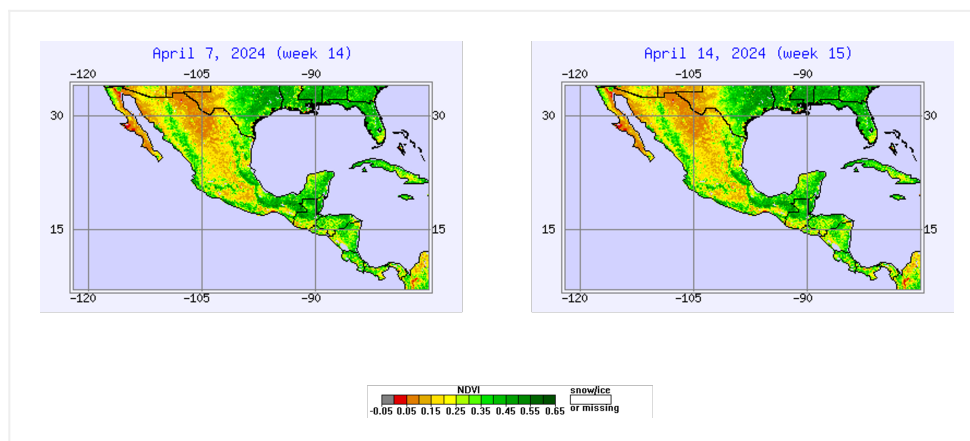 April 7, 2024 (week 14)
-120 -105 -90
30 30
15 15
-120 -105 -90
April 14, 2024 (week 15)
-120 -105 -90
30 30
15 15
-120 -105 -90
NDVI
-0.05 0.05 0.15 0.25 0.35 0.45 0.55 0.65
snow/ice
or missing